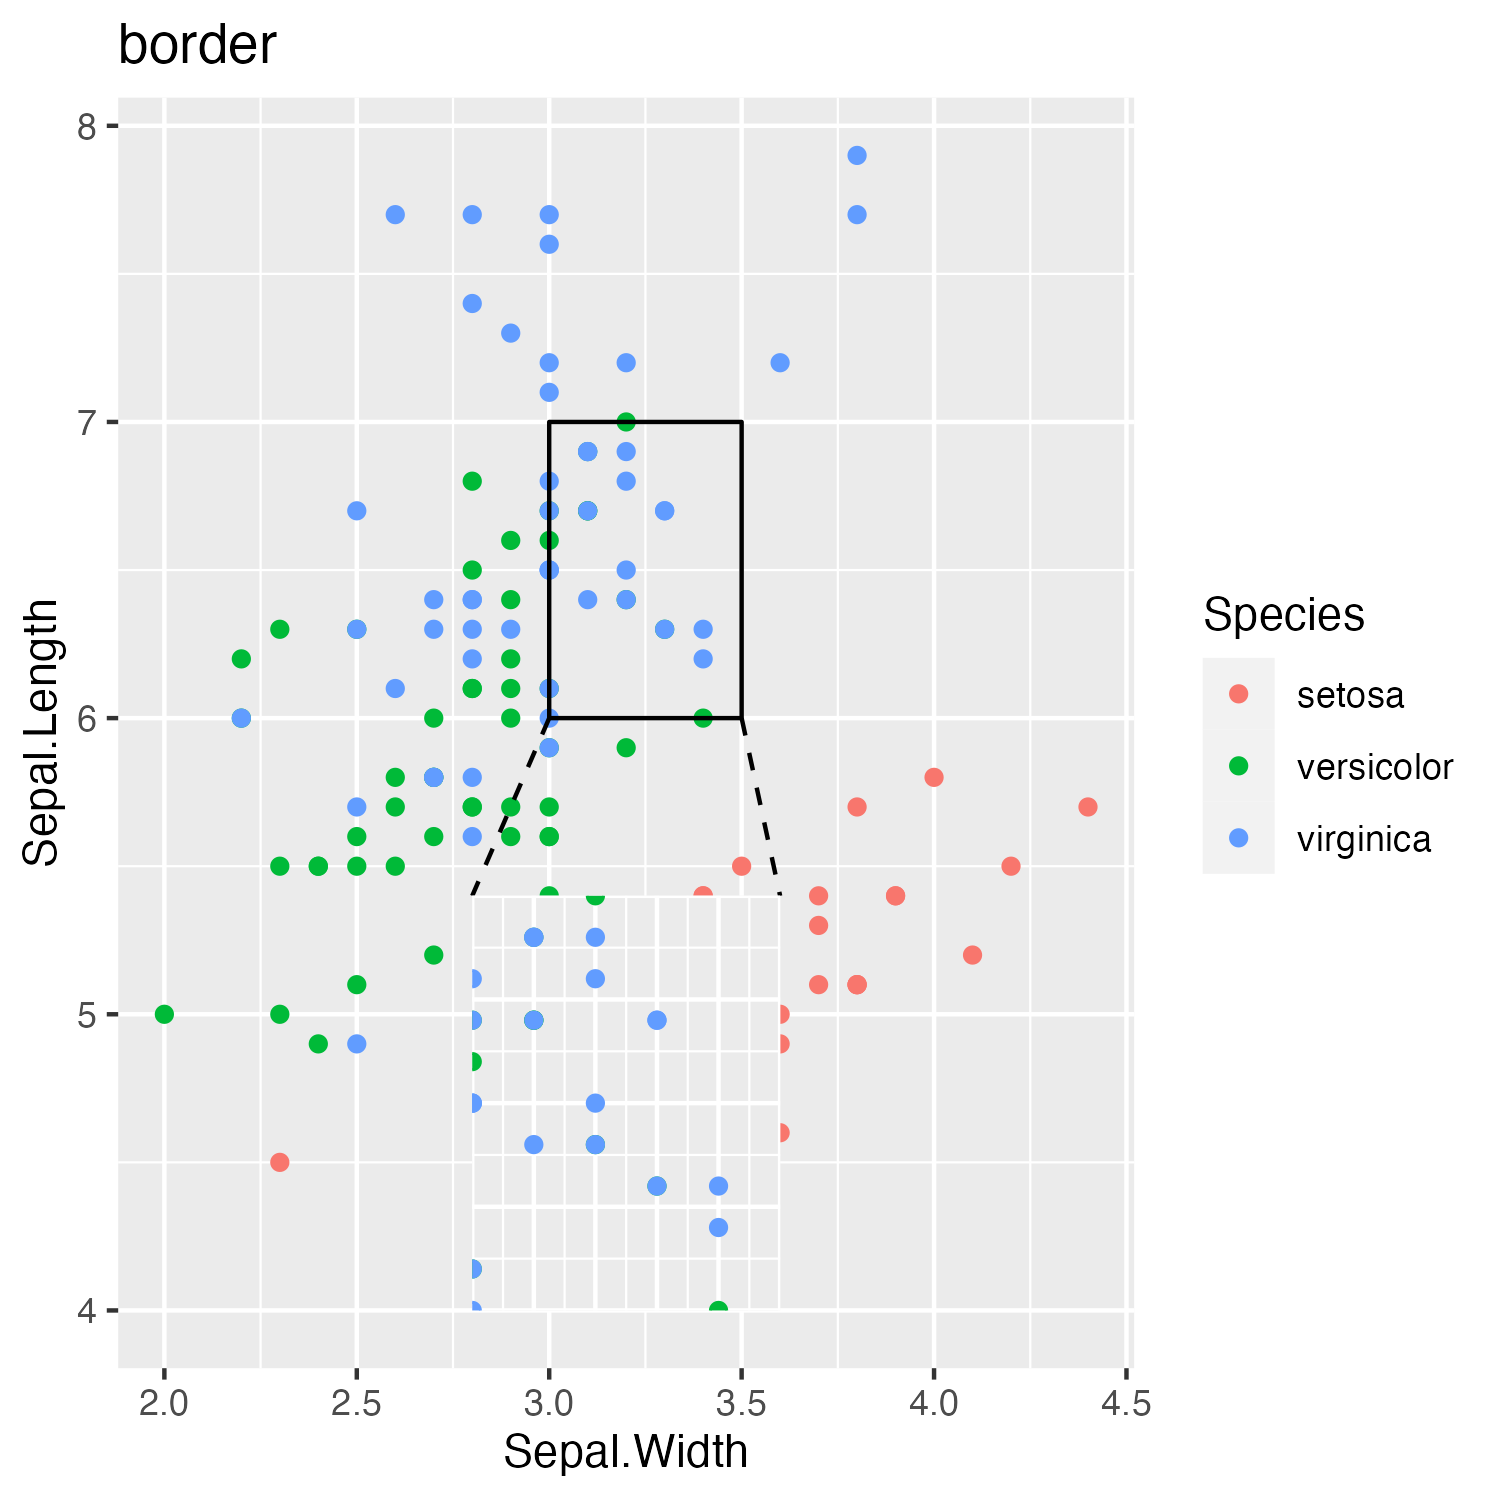 border
8
7
6
5
4
Sepal.Length
2.0 2.5 3.0 3.5 4.0 4.5
Sepal.Width
Species
setosa
versicolor
virginica